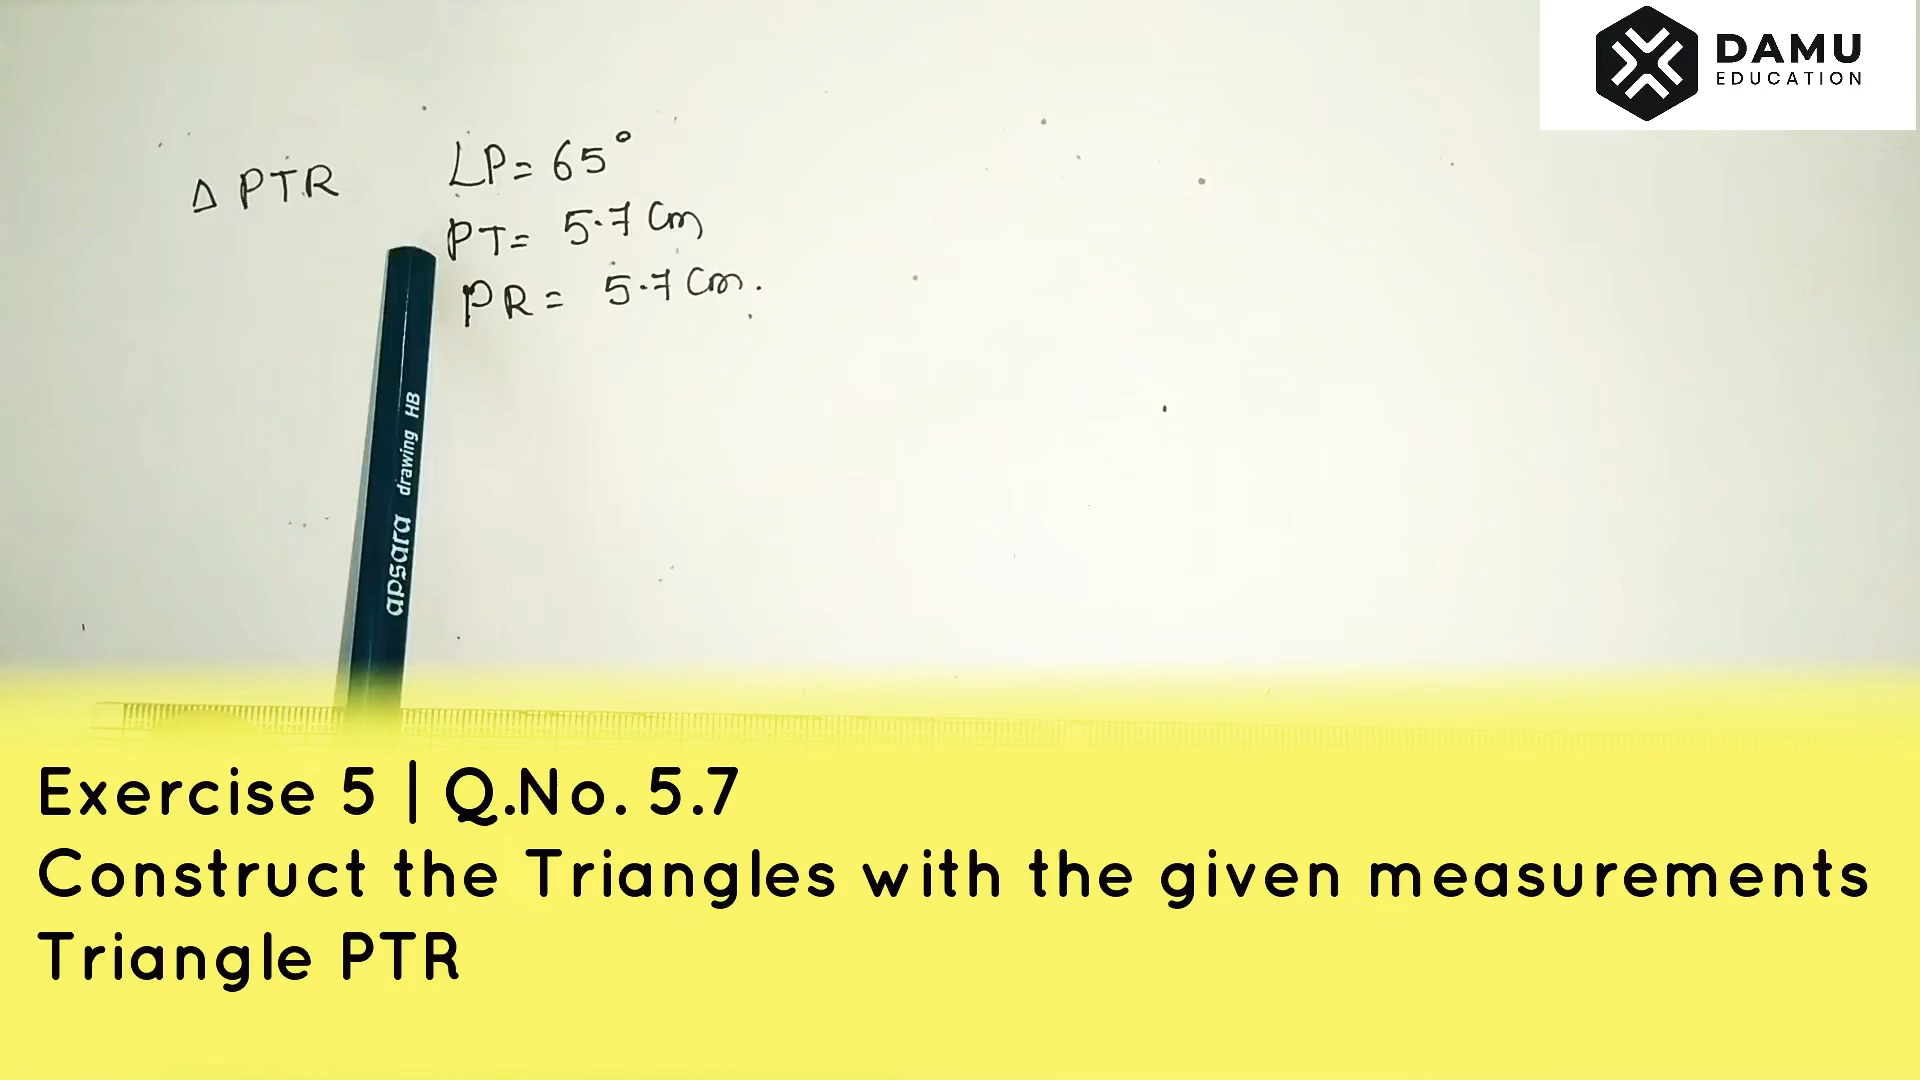 DAMU
EDUCATION
Δ PTR
∠P = 65°
PT = 5.7 cm
PR = 5.7 cm.
apsara drawing HB
Exercise 5 | Q.No. 5.7
Construct the Triangles with the given measurements
Triangle PTR